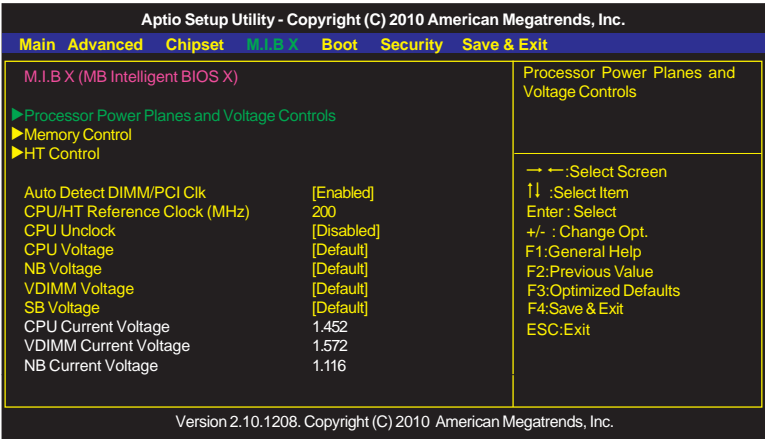 Aptio Setup Utility - Copyright (C) 2010 American Megatrends, Inc.
Main Advanced Chipset M.I.B X Boot Security Save & Exit
M.I.B X (MB Intelligent BIOS X)
▶Processor Power Planes and Voltage Controls
▶Memory Control
▶HT Control
Auto Detect DIMM/PCI Clk [Enabled]
CPU/HT Reference Clock (MHz) 200
CPU Unclock [Disabled]
CPU Voltage [Default]
NB Voltage [Default]
VDIMM Voltage [Default]
SB Voltage [Default]
CPU Current Voltage 1.452
VDIMM Current Voltage 1.572
NB Current Voltage 1.116
Processor Power Planes and
Voltage Controls
→ ←:Select Screen
↑↓ :Select Item
Enter : Select
+/- : Change Opt.
F1:General Help
F2:Previous Value
F3:Optimized Defaults
F4:Save & Exit
ESC:Exit
Version 2.10.1208. Copyright (C) 2010 American Megatrends, Inc.